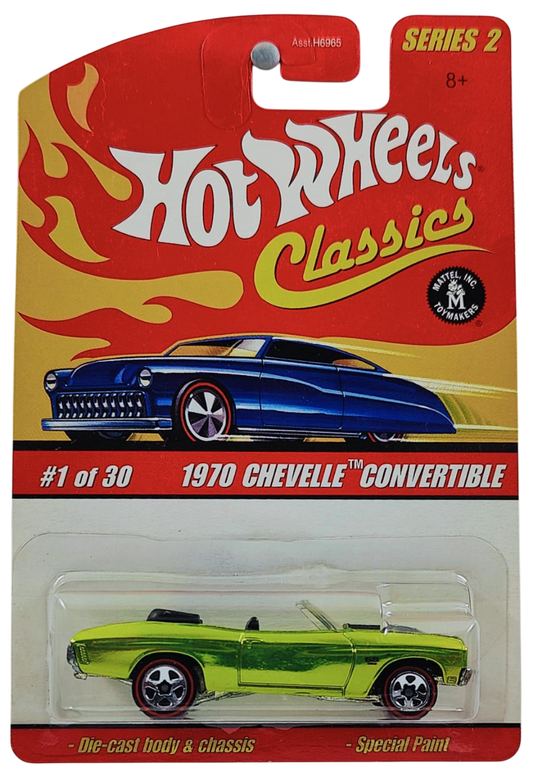 Asst.H6965
SERIES 2
8+
HOT WHEELS®
Classics
MATTEL, INC.
M
TOYMAKERS®
#1 of 30
1970 CHEVELLE™ CONVERTIBLE
- Die-cast body & chassis
- Special Paint